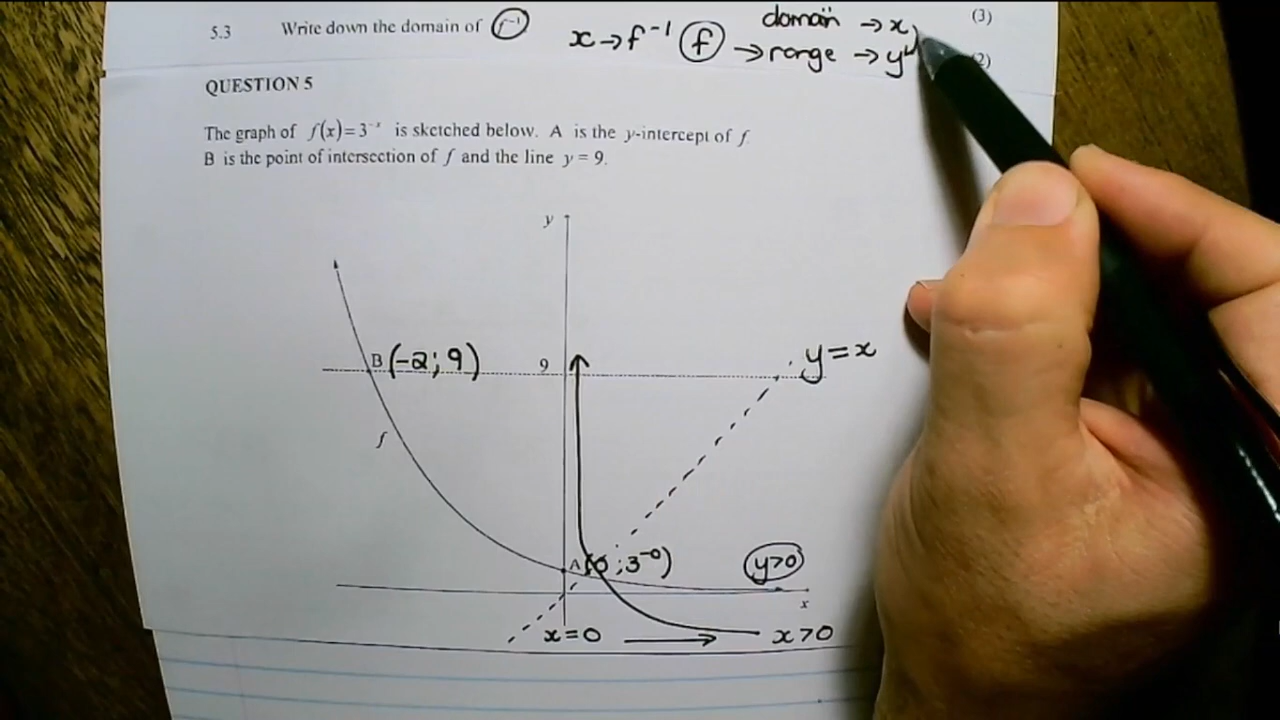 domain → x (3)
5.3 Write down the domain of f⁻¹ x → f⁻¹ f → range → y (2)
QUESTION 5
The graph of f(x)=3⁻ˣ is sketched below. A is the y-intercept of f.
B is the point of intersection of f and the line y = 9.
y
B (-2; 9) 9 y = x
f
A (0 ; 3⁻⁰) y>0
x
x=0 → x>0